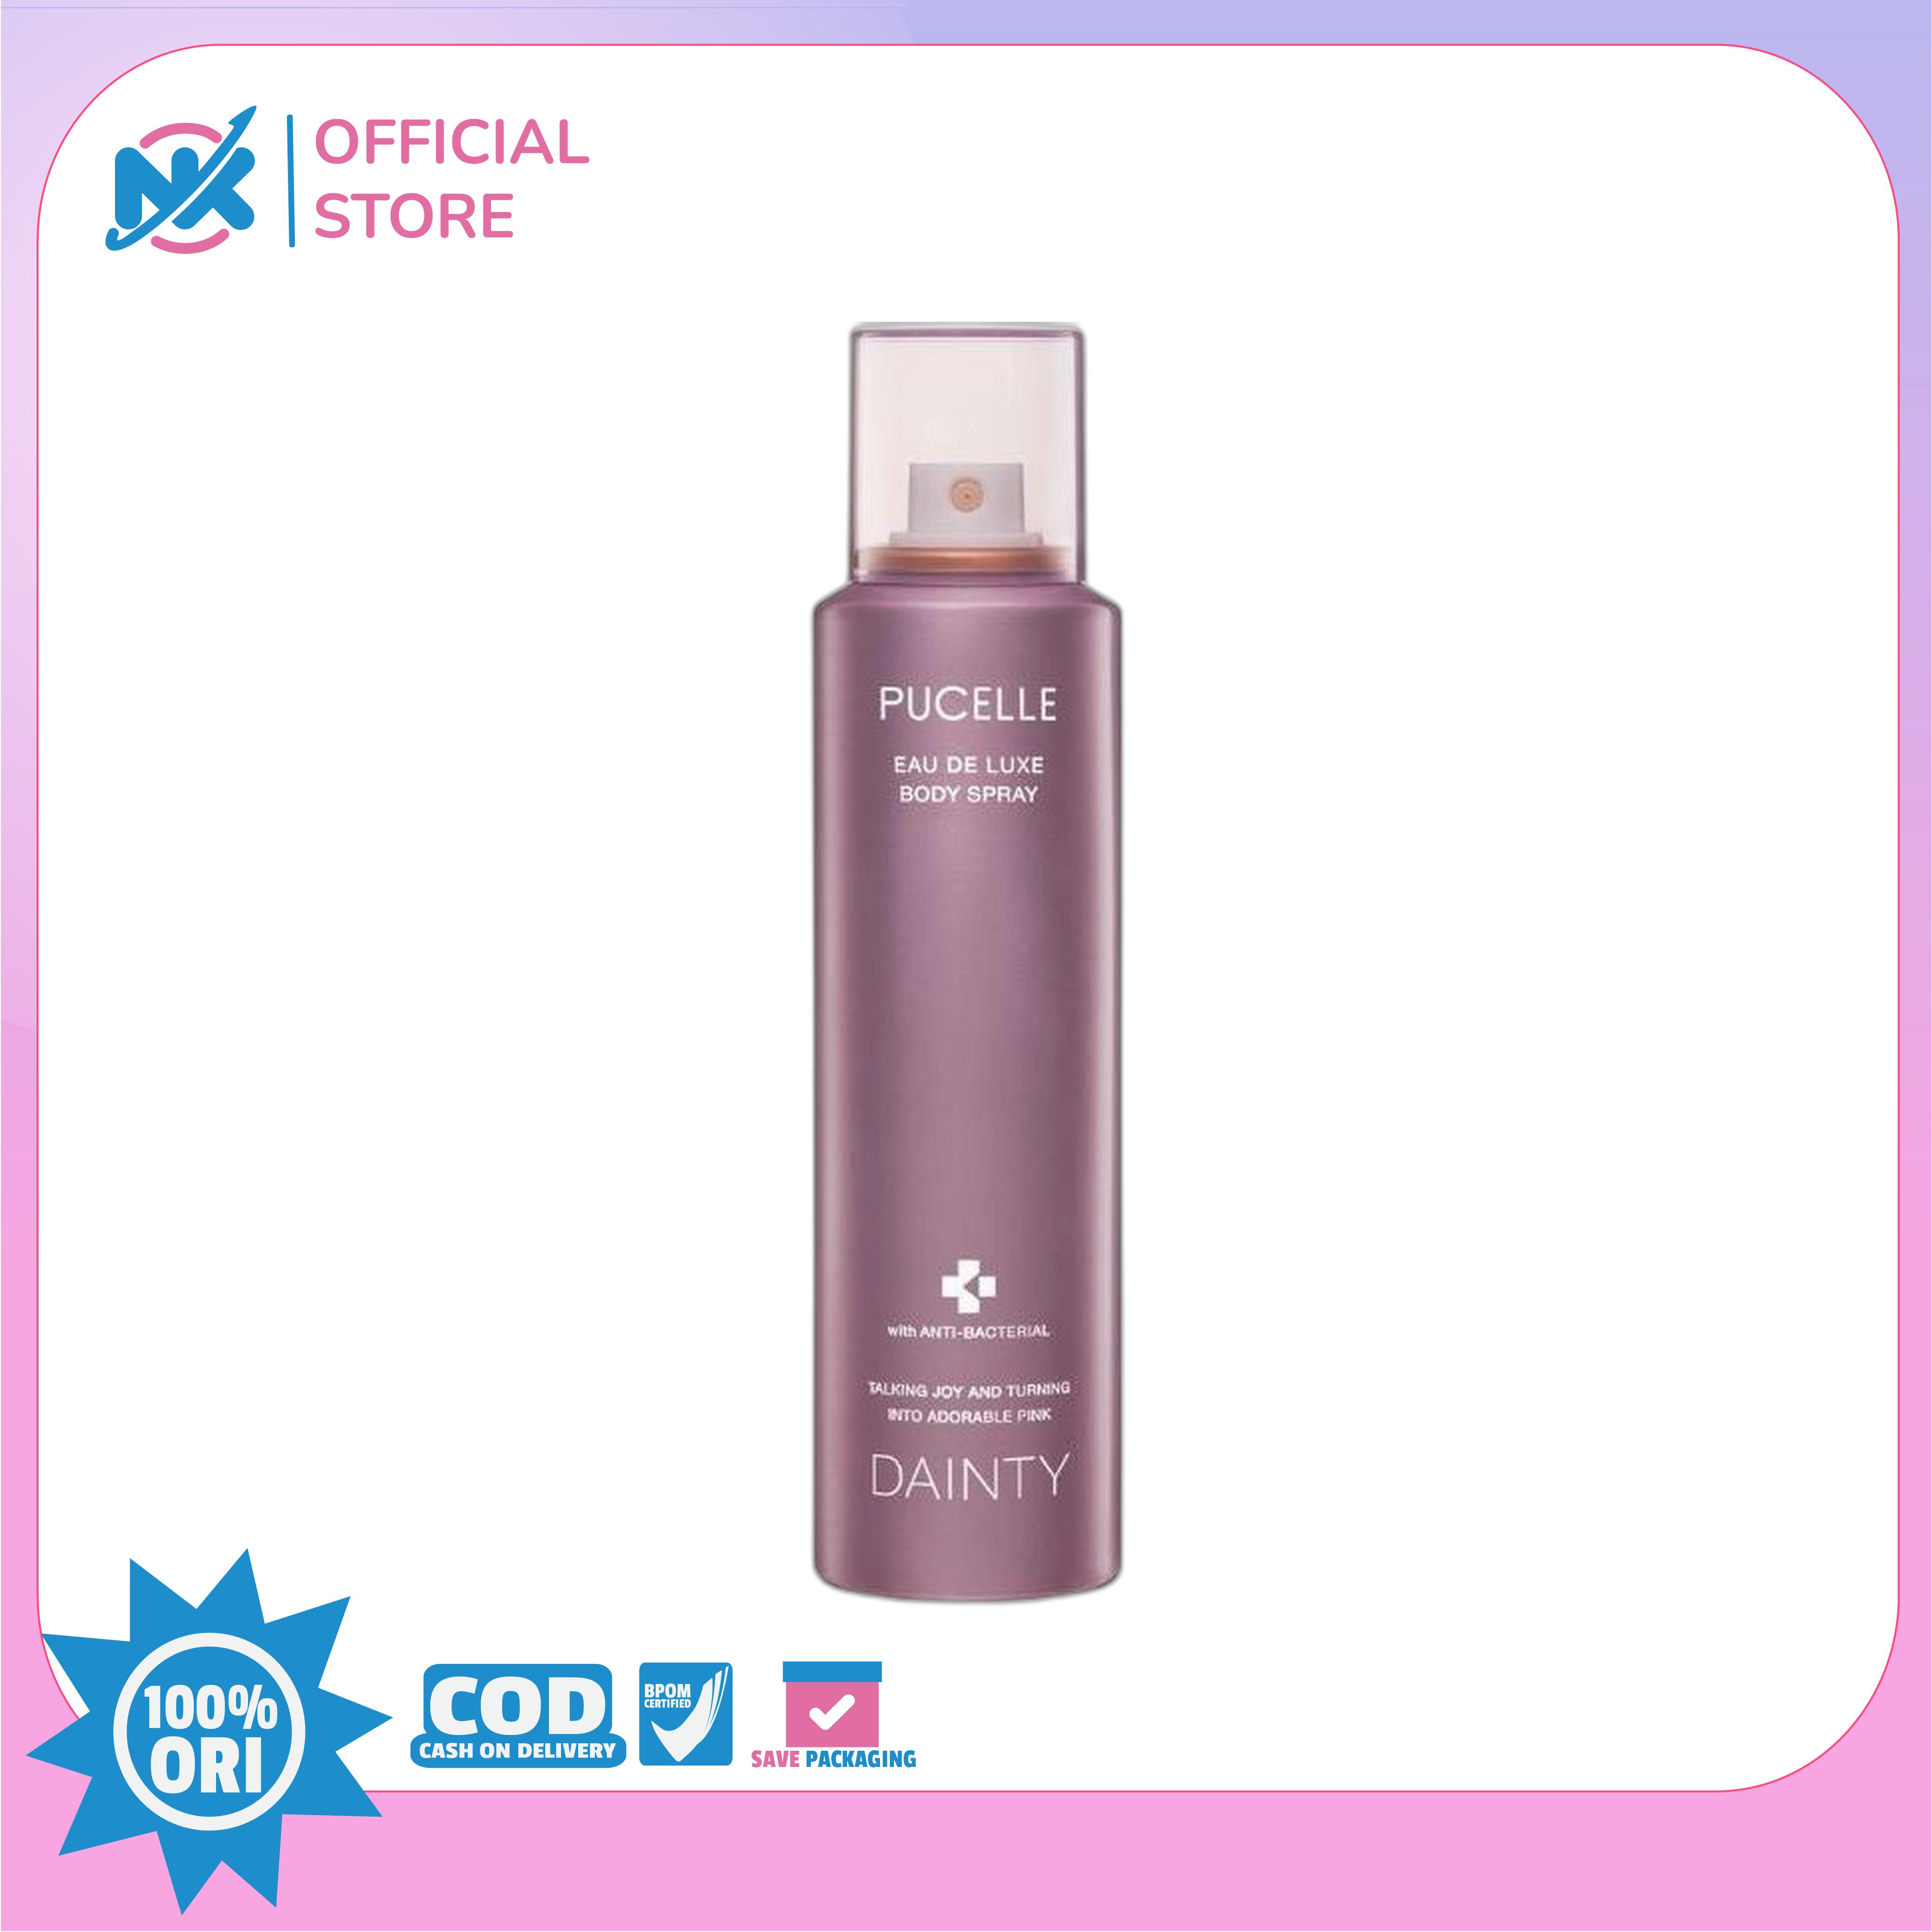 NK
OFFICIAL
STORE
PUCELLE
EAU DE LUXE
BODY SPRAY
with ANTI-BACTERIAL
TALKING JOY AND TURNING
INTO ADORABLE PINK
DAINTY
100%
ORI
COD
CASH ON DELIVERY
BPOM
CERTIFIED
SAVE PACKAGING